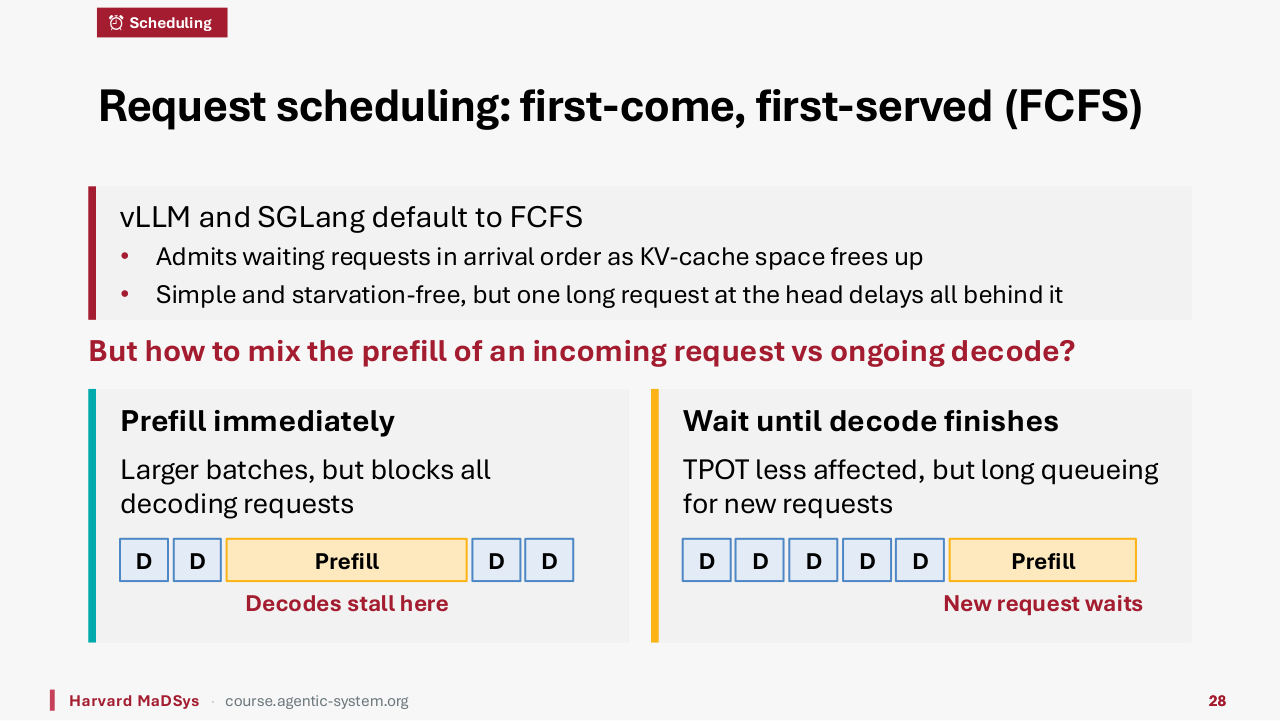 Scheduling
Request scheduling: first-come, first-served (FCFS)
vLLM and SGLang default to FCFS
• Admits waiting requests in arrival order as KV-cache space frees up
• Simple and starvation-free, but one long request at the head delays all behind it
But how to mix the prefill of an incoming request vs ongoing decode?
Prefill immediately
Larger batches, but blocks all
decoding requests
D D Prefill D D
Decodes stall here
Wait until decode finishes
TPOT less affected, but long queueing
for new requests
D D D D D Prefill
New request waits
Harvard MaDSys · course.agentic-system.org
28